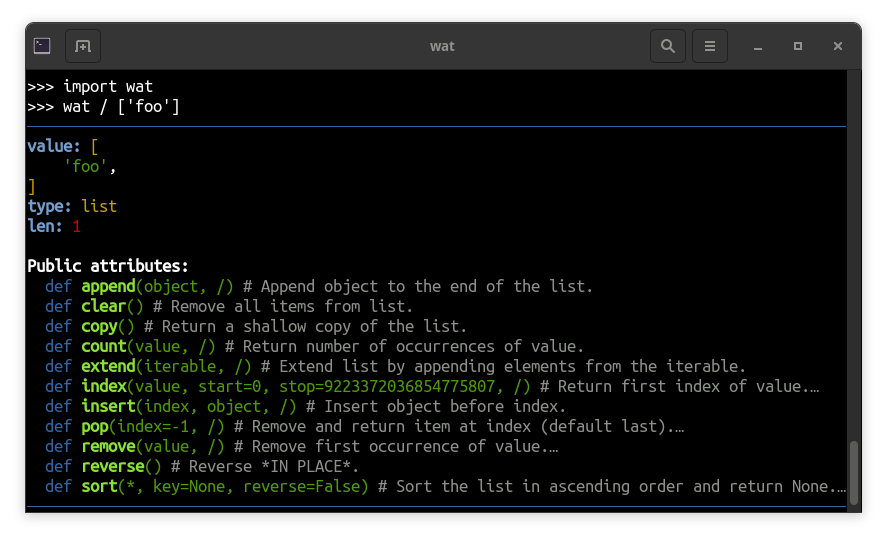 wat
>>> import wat
>>> wat / ['foo']
value: [
    'foo',
]
type: list
len: 1
Public attributes:
  def append(object, /) # Append object to the end of the list.
  def clear() # Remove all items from list.
  def copy() # Return a shallow copy of the list.
  def count(value, /) # Return number of occurrences of value.
  def extend(iterable, /) # Extend list by appending elements from the iterable.
  def index(value, start=0, stop=9223372036854775807, /) # Return first index of value.…
  def insert(index, object, /) # Insert object before index.
  def pop(index=-1, /) # Remove and return item at index (default last).…
  def remove(value, /) # Remove first occurrence of value.…
  def reverse() # Reverse *IN PLACE*.
  def sort(*, key=None, reverse=False) # Sort the list in ascending order and return None.…